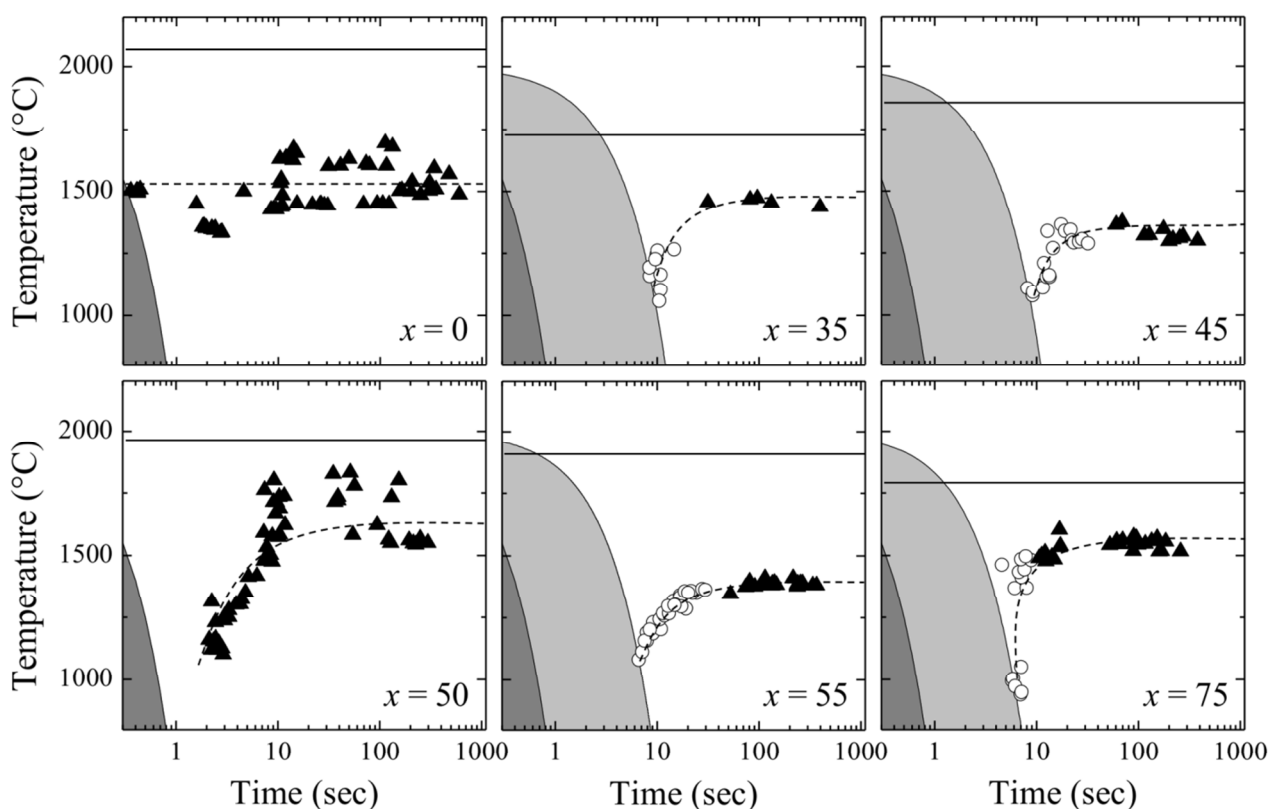 2000
1500
1000
Temperature (°C)
x = 0
x = 35
x = 45
2000
1500
1000
Temperature (°C)
x = 50
x = 55
x = 75
1 10 100 1000
1 10 100 1000
1 10 100 1000
Time (sec)
Time (sec)
Time (sec)